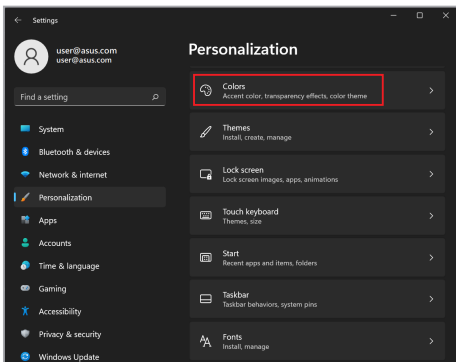 Settings
user@asus.com
user@asus.com
Find a setting
System
Bluetooth & devices
Network & internet
Personalization
Apps
Accounts
Time & language
Gaming
Accessibility
Privacy & security
Windows Update
Personalization
Colors
Accent color, transparency effects, color theme
Themes
Install, create, manage
Lock screen
Lock screen images, apps, animations
Touch keyboard
Themes, size
Start
Recent apps and items, folders
Taskbar
Taskbar behaviors, system pins
Fonts
Install, manage